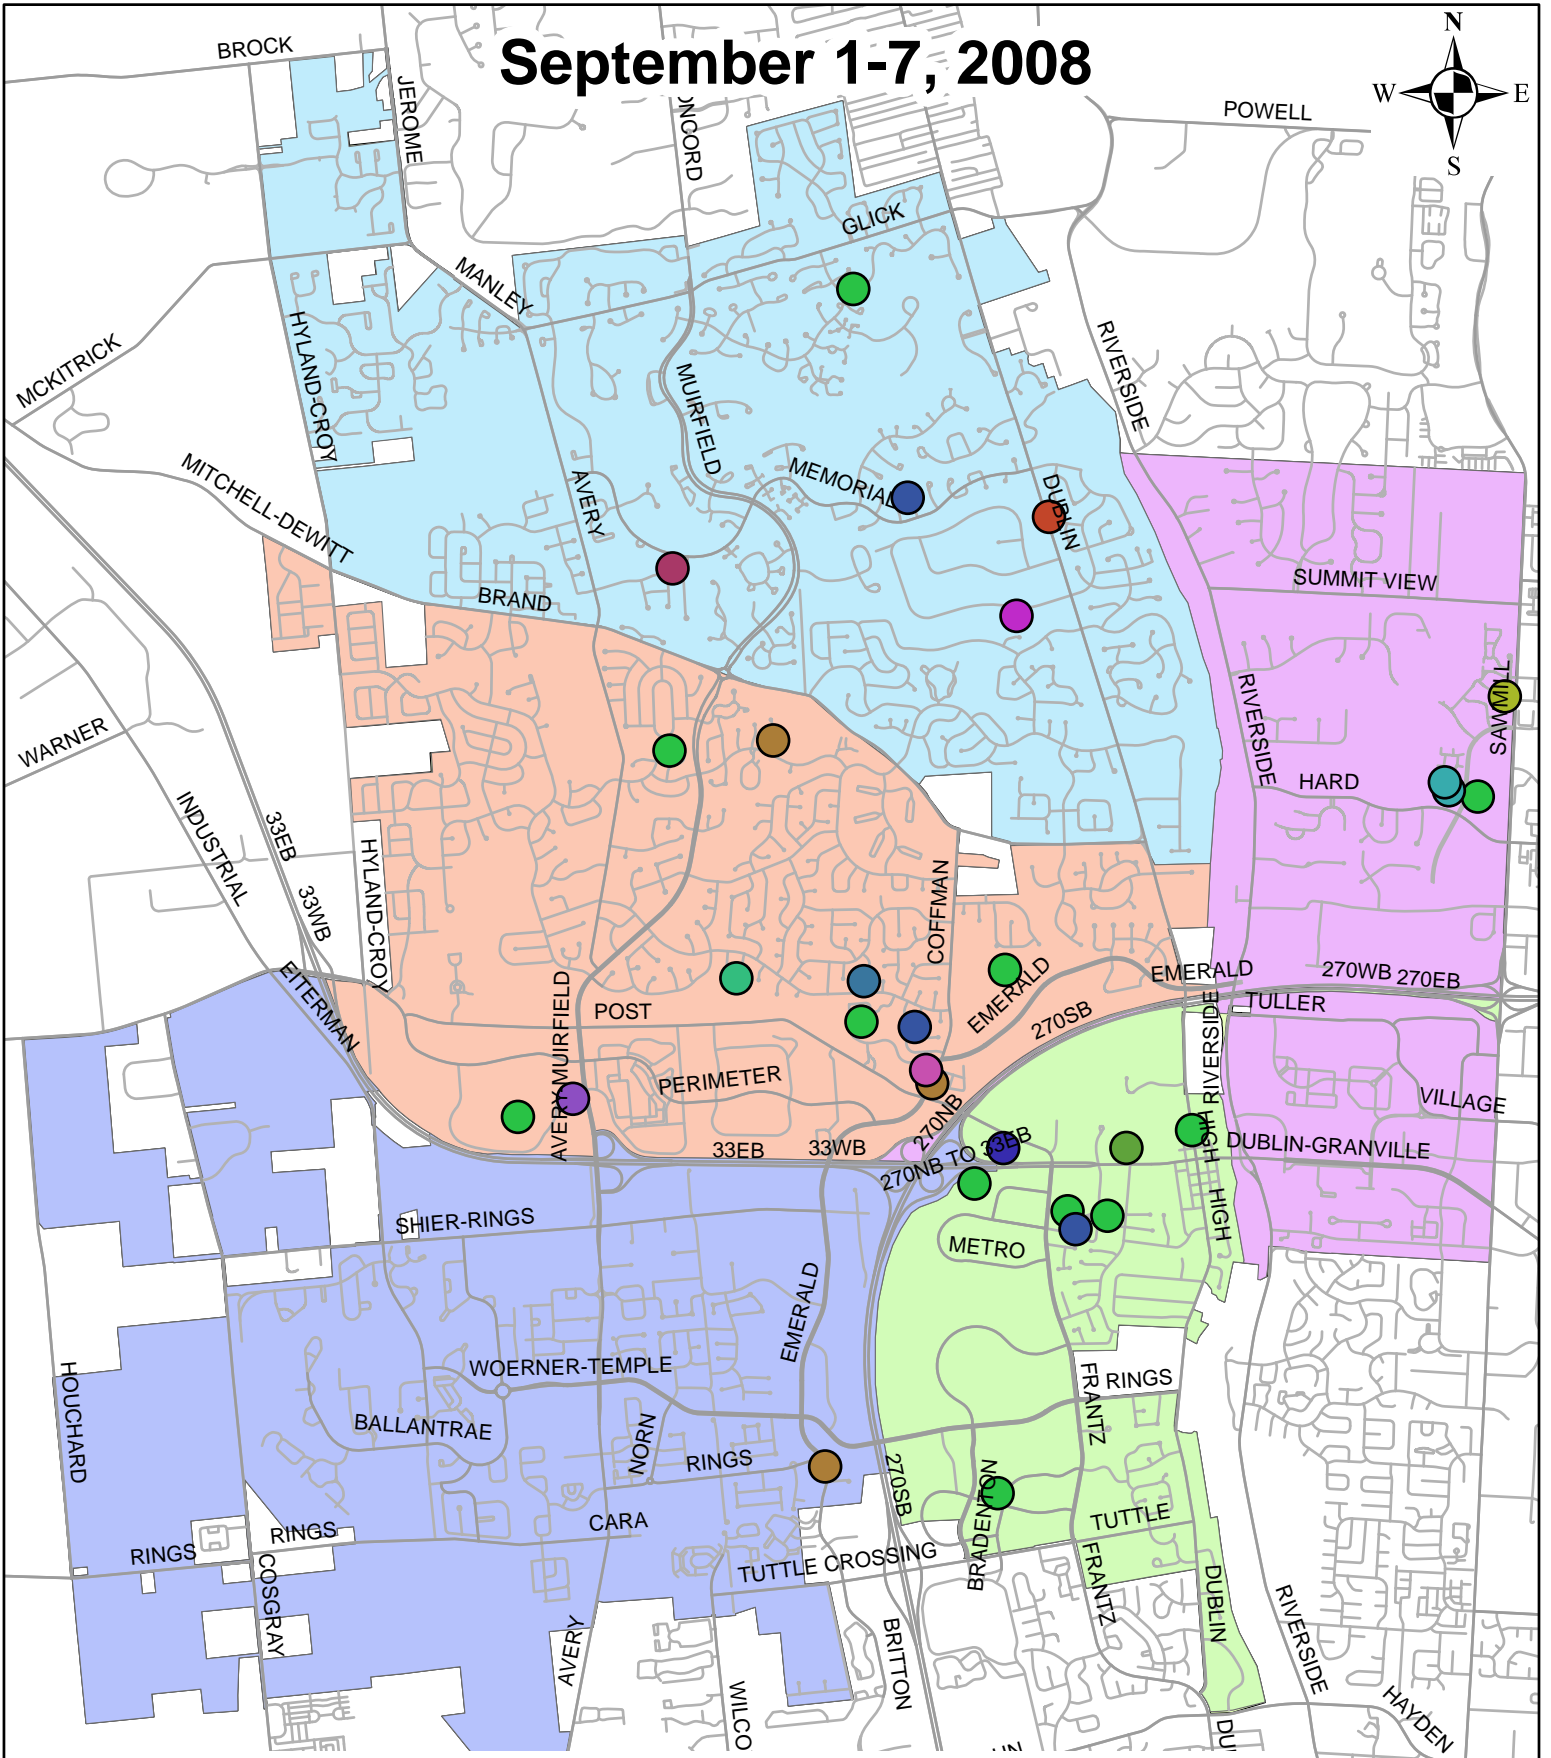 September 1-7, 2008
N
W E
S
BROCK
JEROME
POWELL
GLICK
MANLEY
HYLAND-CROY
MCKITRICK
RIVERSIDE
MUIRFIELD
MEMORIAL
MITCHELL-DEWITT
AVERY
DUBLIN
BRAND
SUMMIT VIEW
SAWMILL
RIVERSIDE
WARNER
HARD
INDUSTRIAL
33EB
HYLAND-CROY
33WB
COFFMAN
EITERMAN
EMERALD
EMERALD
270WB
270EB
POST
AVERY-MUIRFIELD
270SB
TULLER
RIVERSIDE
PERIMETER
VILLAGE
270NB
HIGH
33EB
33WB
270NB TO 33EB
DUBLIN-GRANVILLE
SHIER-RINGS
HIGH
METRO
EMERALD
WOERNER-TEMPLE
HOUCHARD
FRANTZ
RINGS
BALLANTRAE
NORN
RINGS
270SB
BRADENTON
TUTTLE
CARA
RINGS
RINGS
TUTTLE CROSSING
COSGRAY
FRANTZ
DUBLIN
AVERY
BRITTON
RIVERSIDE
WILCO
HAYDEN
DU